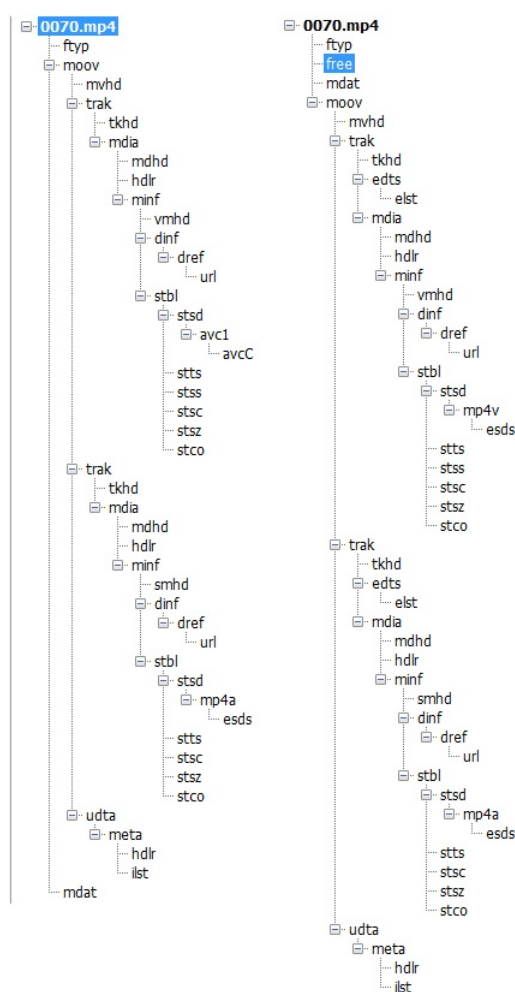 0070.mp4
ftyp
moov
mvhd
trak
tkhd
mdia
mdhd
hdlr
minf
vmhd
dinf
dref
url
stbl
stsd
avc1
avcC
stts
stss
stsc
stsz
stco
trak
tkhd
mdia
mdhd
hdlr
minf
smhd
dinf
dref
url
stbl
stsd
mp4a
esds
stts
stsc
stsz
stco
udta
meta
hdlr
ilst
mdat
0070.mp4
ftyp
free
mdat
moov
mvhd
trak
tkhd
edts
elst
mdia
mdhd
hdlr
minf
vmhd
dinf
dref
url
stbl
stsd
mp4v
esds
stts
stss
stsc
stsz
stco
trak
tkhd
edts
elst
mdia
mdhd
hdlr
minf
smhd
dinf
dref
url
stbl
stsd
mp4a
esds
stts
stsc
stsz
stco
udta
meta
hdlr
ilst